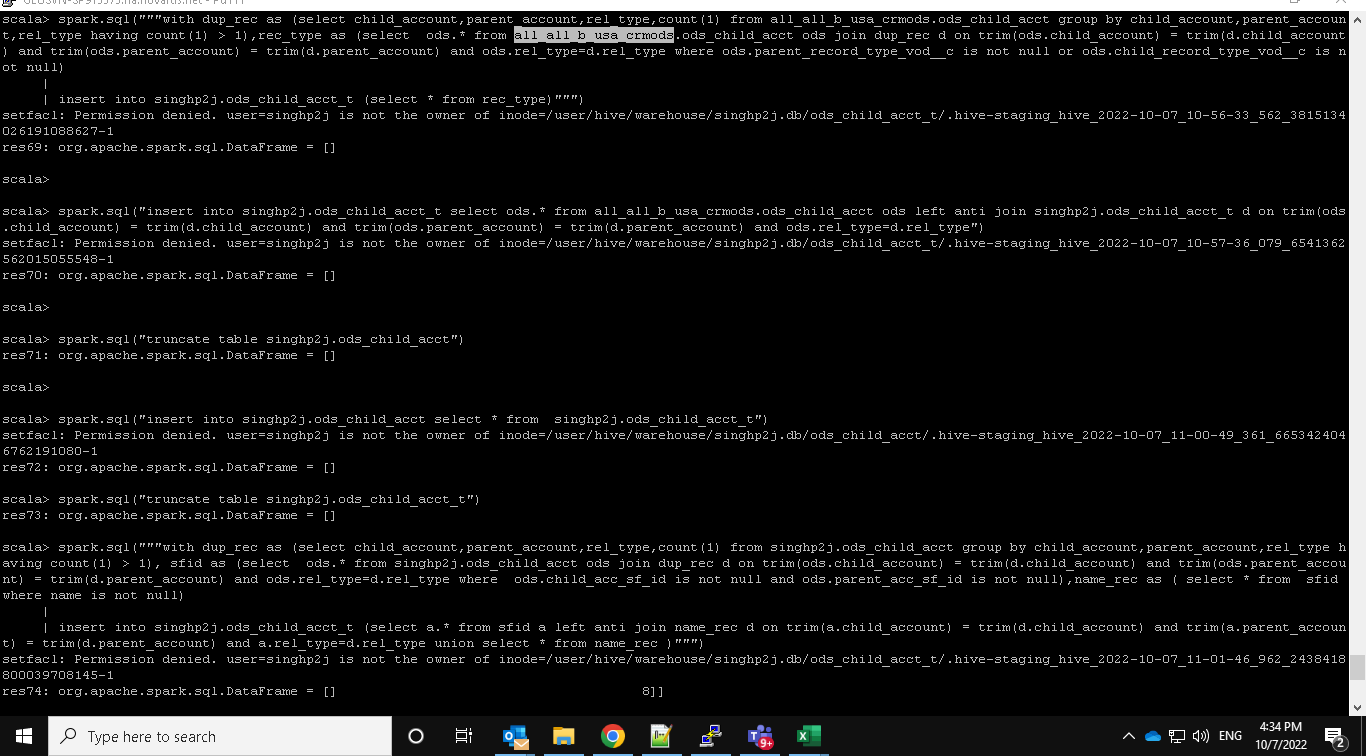 scala> spark.sql("""with dup_rec as (select child_account,parent_account,rel_type,count(1) from all_all_b_usa_crmods.ods_child_acct group by child_account,parent_accoun
t,rel_type having count(1) > 1),rec_type as (select  ods.* from all_all_b_usa_crmods.ods_child_acct ods join dup_rec d on trim(ods.child_account) = trim(d.child_account
) and trim(ods.parent_account) = trim(d.parent_account) and ods.rel_type=d.rel_type where ods.parent_record_type_vod__c is not null or ods.child_record_type_vod__c is n
ot null)
     |
     | insert into singhp2j.ods_child_acct_t (select * from rec_type)""")
setfacl: Permission denied. user=singhp2j is not the owner of inode=/user/hive/warehouse/singhp2j.db/ods_child_acct_t/.hive-staging_hive_2022-10-07_10-56-33_562_3815134
026191088627-1
res69: org.apache.spark.sql.DataFrame = []
scala>
scala> spark.sql("insert into singhp2j.ods_child_acct_t select ods.* from all_all_b_usa_crmods.ods_child_acct ods left anti join singhp2j.ods_child_acct_t d on trim(ods
.child_account) = trim(d.child_account) and trim(ods.parent_account) = trim(d.parent_account) and ods.rel_type=d.rel_type")
setfacl: Permission denied. user=singhp2j is not the owner of inode=/user/hive/warehouse/singhp2j.db/ods_child_acct_t/.hive-staging_hive_2022-10-07_10-57-36_079_6541362
562015055548-1
res70: org.apache.spark.sql.DataFrame = []
scala>
scala> spark.sql("truncate table singhp2j.ods_child_acct")
res71: org.apache.spark.sql.DataFrame = []
scala>
scala> spark.sql("insert into singhp2j.ods_child_acct select * from  singhp2j.ods_child_acct_t")
setfacl: Permission denied. user=singhp2j is not the owner of inode=/user/hive/warehouse/singhp2j.db/ods_child_acct/.hive-staging_hive_2022-10-07_11-00-49_361_665342404
6762191080-1
res72: org.apache.spark.sql.DataFrame = []
scala> spark.sql("truncate table singhp2j.ods_child_acct_t")
res73: org.apache.spark.sql.DataFrame = []
scala> spark.sql("""with dup_rec as (select child_account,parent_account,rel_type,count(1) from singhp2j.ods_child_acct group by child_account,parent_account,rel_type h
aving count(1) > 1), sfid as (select  ods.* from singhp2j.ods_child_acct ods join dup_rec d on trim(ods.child_account) = trim(d.child_account) and trim(ods.parent_accou
nt) = trim(d.parent_account) and ods.rel_type=d.rel_type where  ods.child_acc_sf_id is not null and ods.parent_acc_sf_id is not null),name_rec as ( select * from  sfid
where name is not null)
     |
     | insert into singhp2j.ods_child_acct_t (select a.* from sfid a left anti join name_rec d on trim(a.child_account) = trim(d.child_account) and trim(a.parent_accoun
t) = trim(d.parent_account) and a.rel_type=d.rel_type union select * from name_rec )""")
setfacl: Permission denied. user=singhp2j is not the owner of inode=/user/hive/warehouse/singhp2j.db/ods_child_acct_t/.hive-staging_hive_2022-10-07_11-01-46_962_2438418
800039708145-1
res74: org.apache.spark.sql.DataFrame = []                                      8]]
Type here to search
9+
ENG
4:34 PM
10/7/2022
2